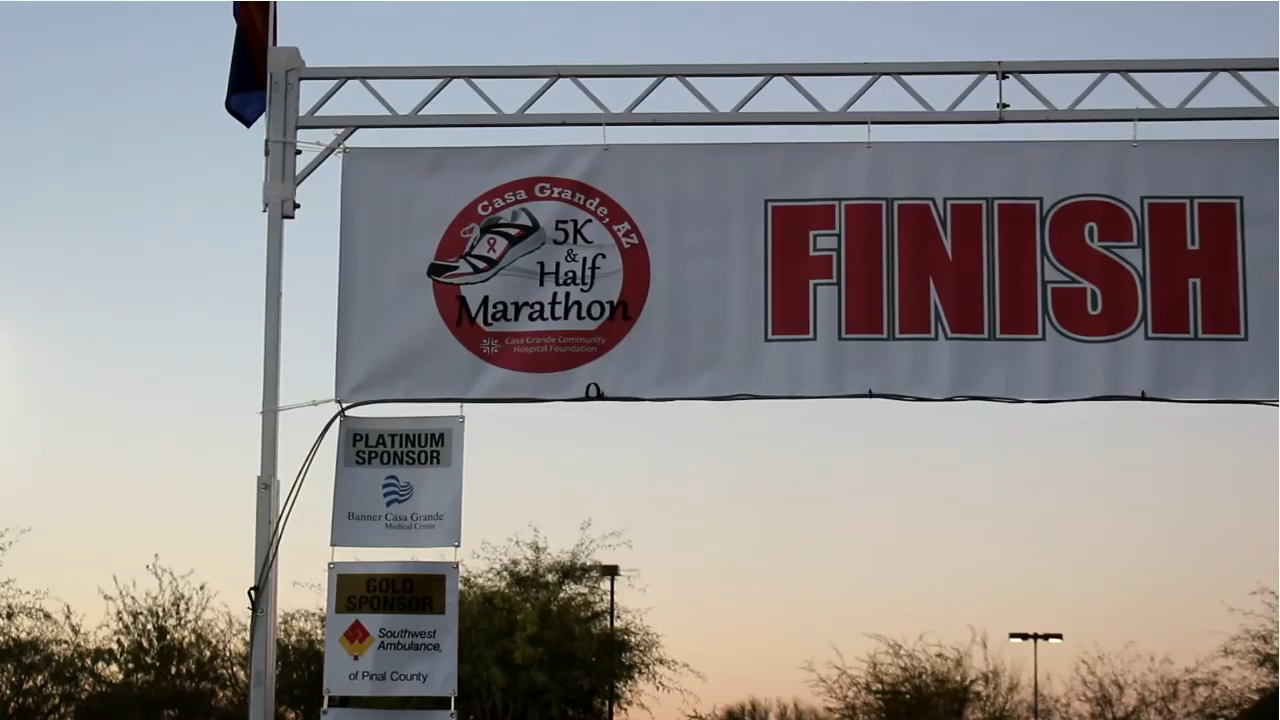 Casa Grande, AZ
5K
&
Half
Marathon
Casa Grande Community
Hospital Foundation
FINISH
PLATINUM
SPONSOR
Banner Casa Grande
Medical Center
GOLD
SPONSOR
Southwest
Ambulance
of Pinal County